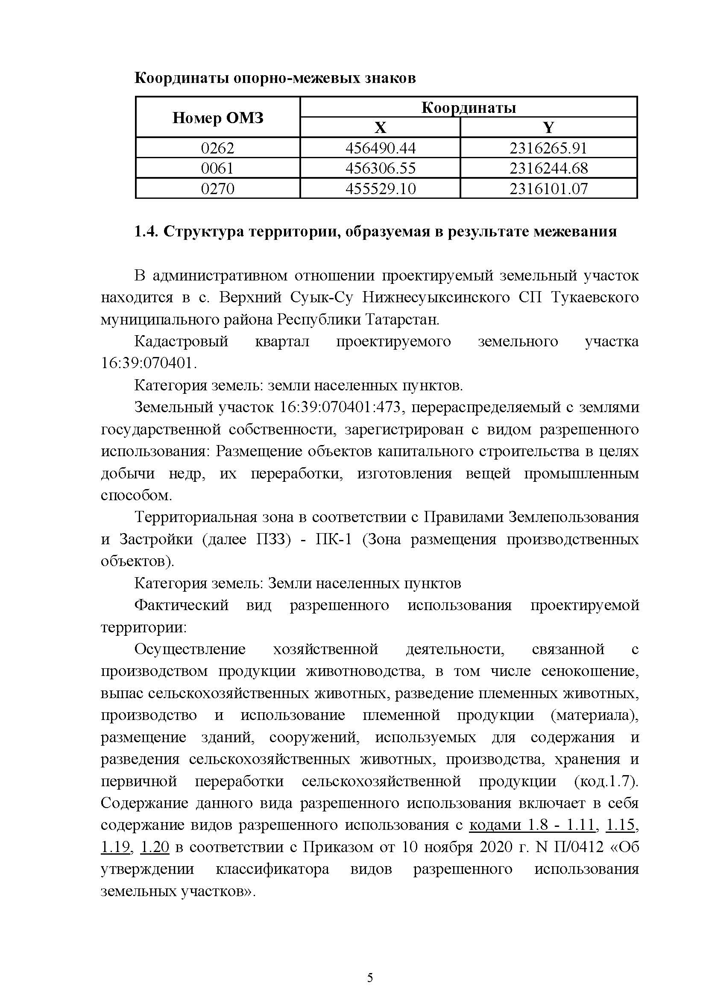 Координаты опорно-межевых знаков
Номер ОМЗ
Координаты
X
Y
0262 456490.44 2316265.91
0061 456306.55 2316244.68
0270 455529.10 2316101.07
1.4. Структура территории, образуемая в результате межевания
В административном отношении проектируемый земельный участок
находится в с. Верхний Суык-Су Нижнесуыксинского СП Тукаевского
муниципального района Республики Татарстан.
Кадастровый квартал проектируемого земельного участка
16:39:070401.
Категория земель: земли населенных пунктов.
Земельный участок 16:39:070401:473, перераспределяемый с землями
государственной собственности, зарегистрирован с видом разрешенного
использования: Размещение объектов капитального строительства в целях
добычи недр, их переработки, изготовления вещей промышленным
способом.
Территориальная зона в соответствии с Правилами Землепользования
и Застройки (далее ПЗЗ) - ПК-1 (Зона размещения производственных
объектов).
Категория земель: Земли населенных пунктов
Фактический вид разрешенного использования проектируемой
территории:
Осуществление хозяйственной деятельности, связанной с
производством продукции животноводства, в том числе сенокошение,
выпас сельскохозяйственных животных, разведение племенных животных,
производство и использование племенной продукции (материала),
размещение зданий, сооружений, используемых для содержания и
разведения сельскохозяйственных животных, производства, хранения и
первичной переработки сельскохозяйственной продукции (код.1.7).
Содержание данного вида разрешенного использования включает в себя
содержание видов разрешенного использования с кодами 1.8 - 1.11, 1.15,
1.19, 1.20 в соответствии с Приказом от 10 ноября 2020 г. N П/0412 «Об
утверждении классификатора видов разрешенного использования
земельных участков».
5